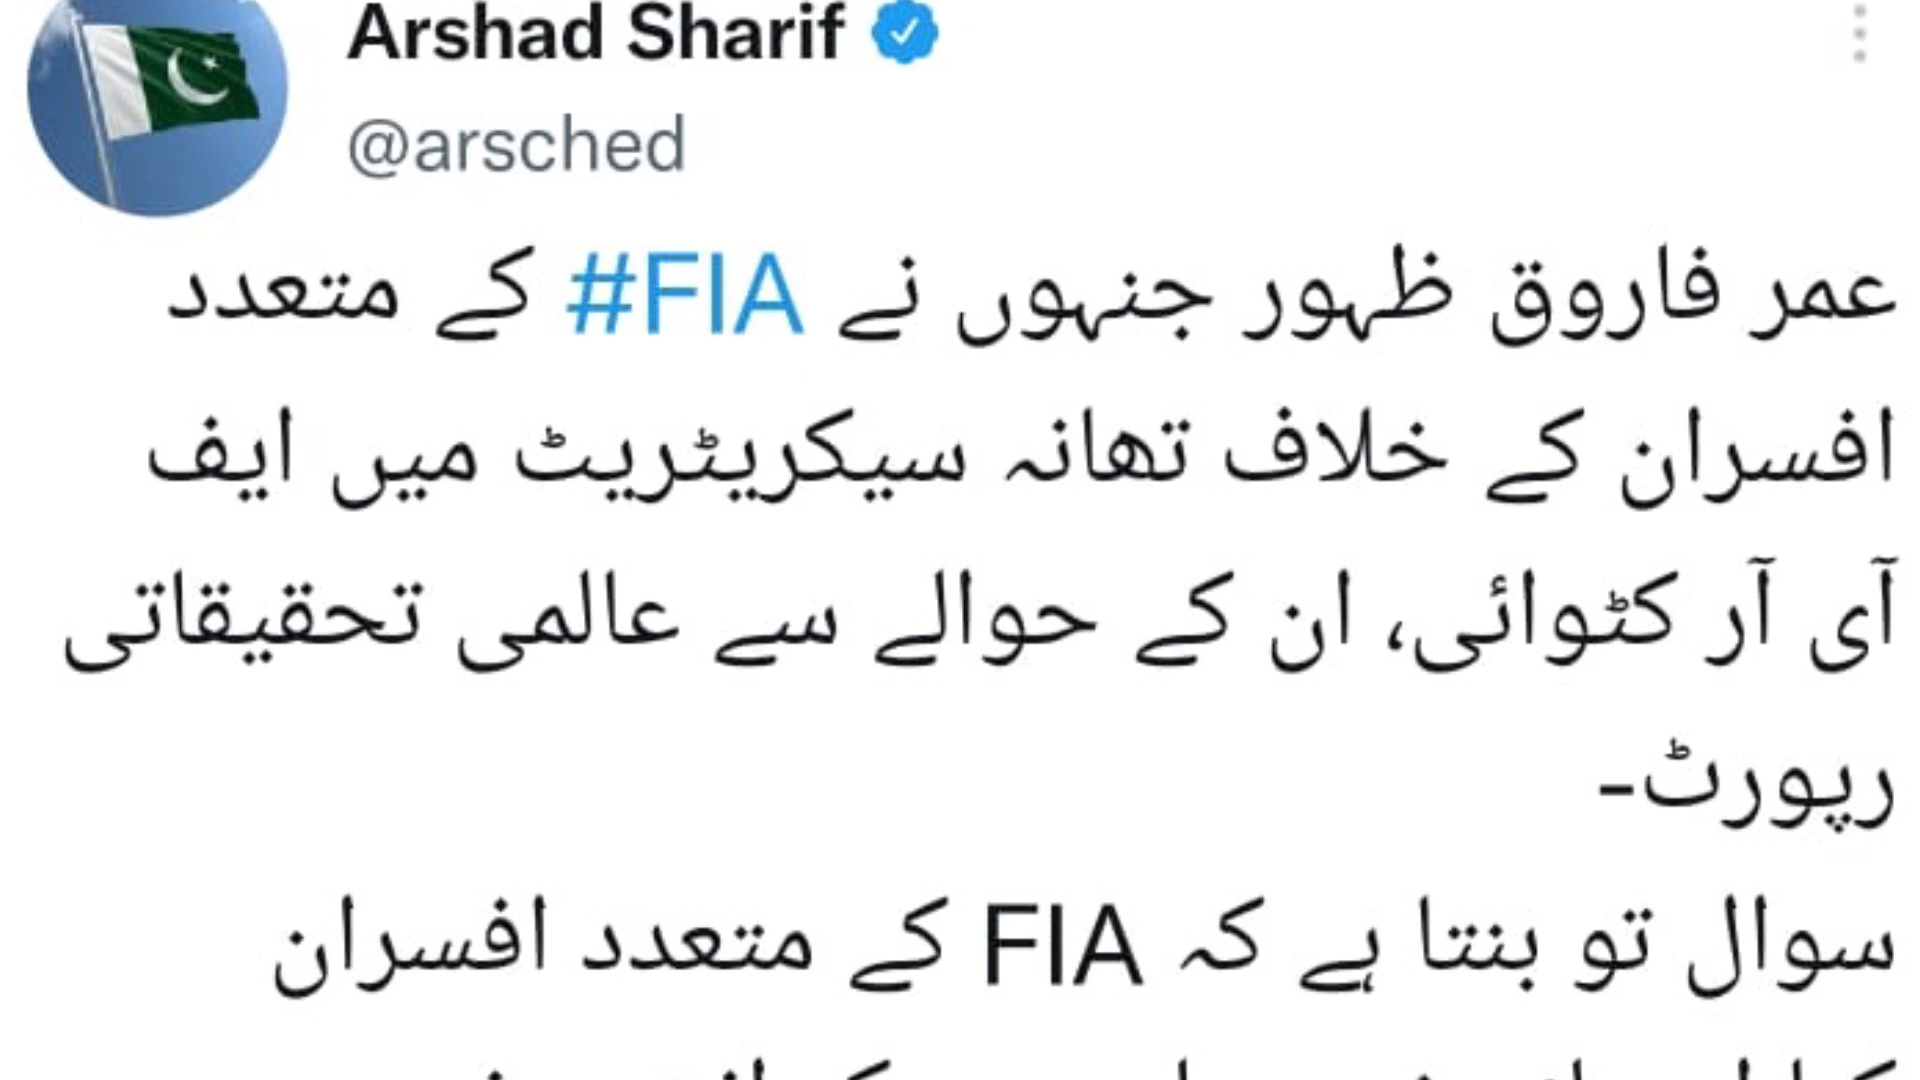 Arshad Sharif
@arsched
عمر فاروق ظہور جنہوں نے #FIA کے متعدد
افسران کے خلاف تھانہ سیکریٹریٹ میں ایف
آی آر کٹوائی، ان کے حوالے سے عالمی تحقیقاتی
رپورٹ-
سوال تو بنتا ہے کہ FIA کے متعدد افسران